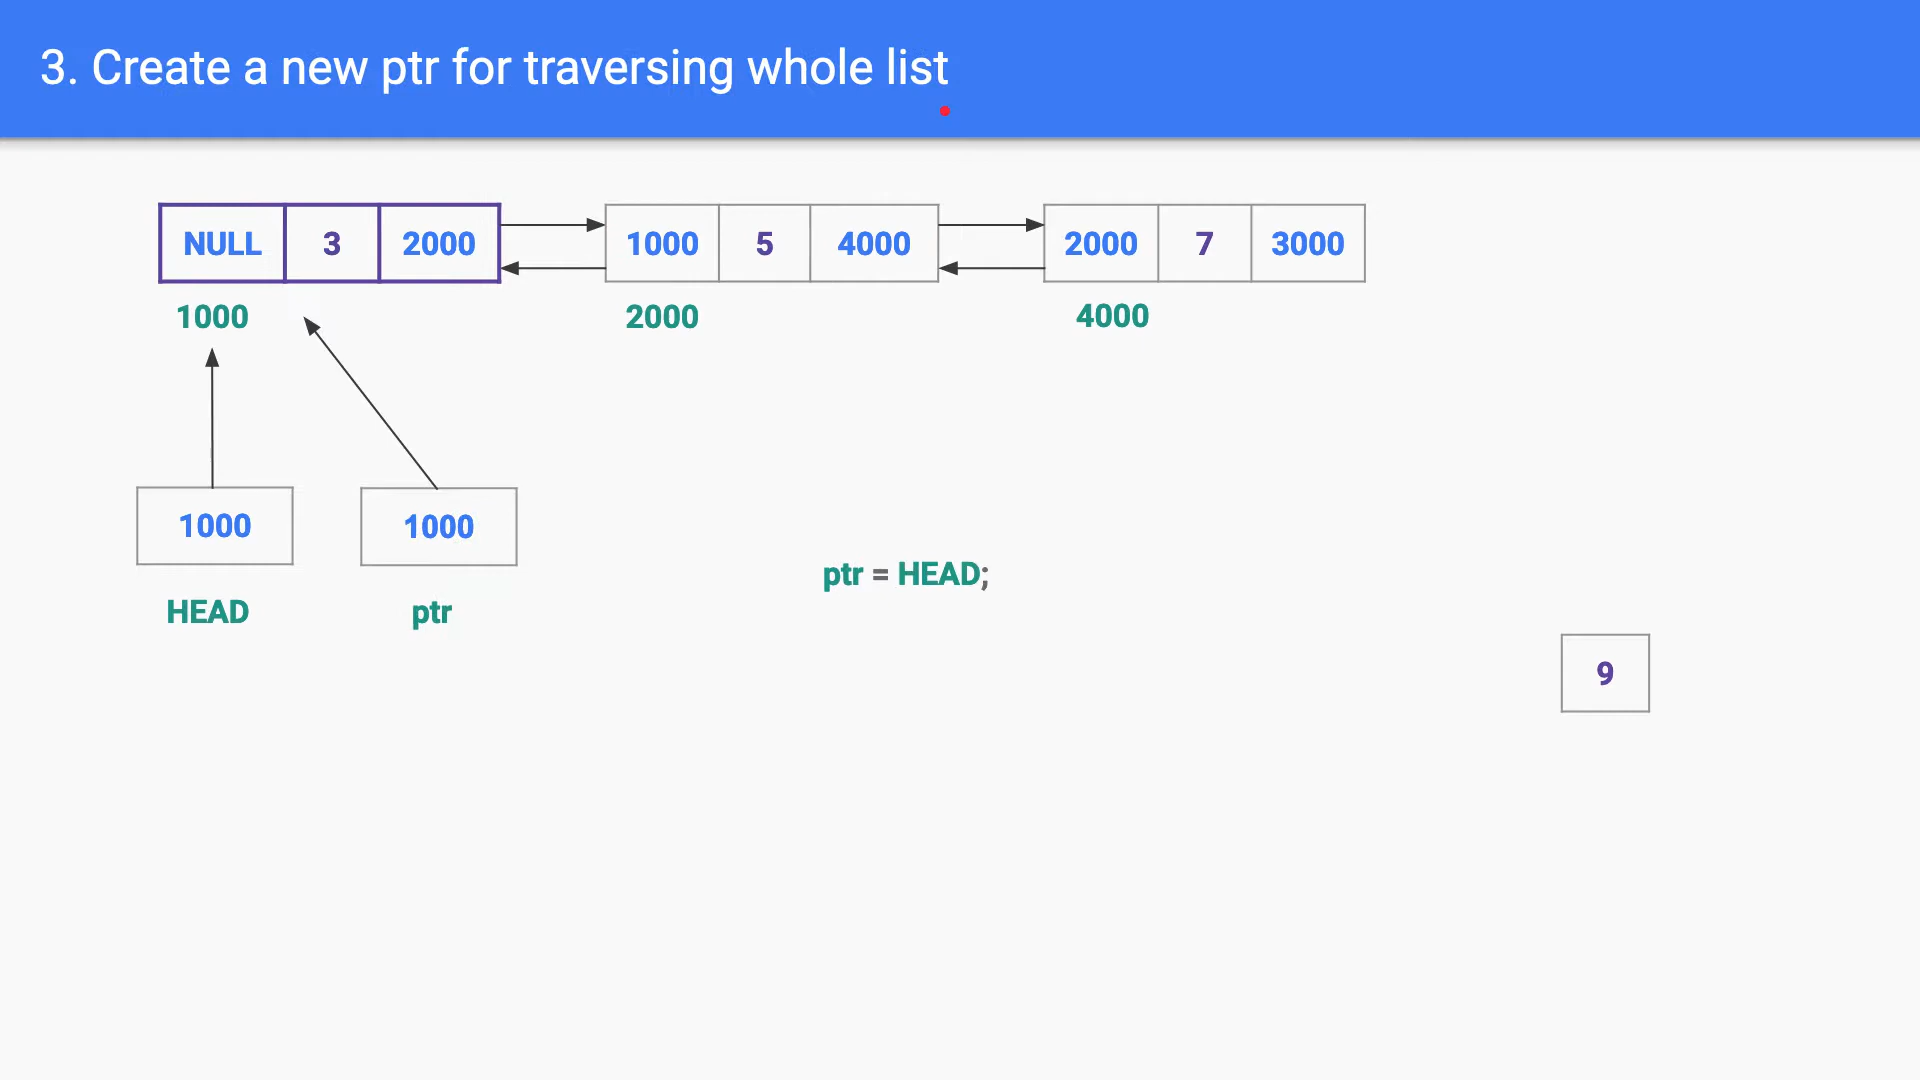 3. Create a new ptr for traversing whole list
NULL 3 2000 1000 5 4000 2000 7 3000
1000 2000 4000
1000 1000
ptr = HEAD;
HEAD ptr
9